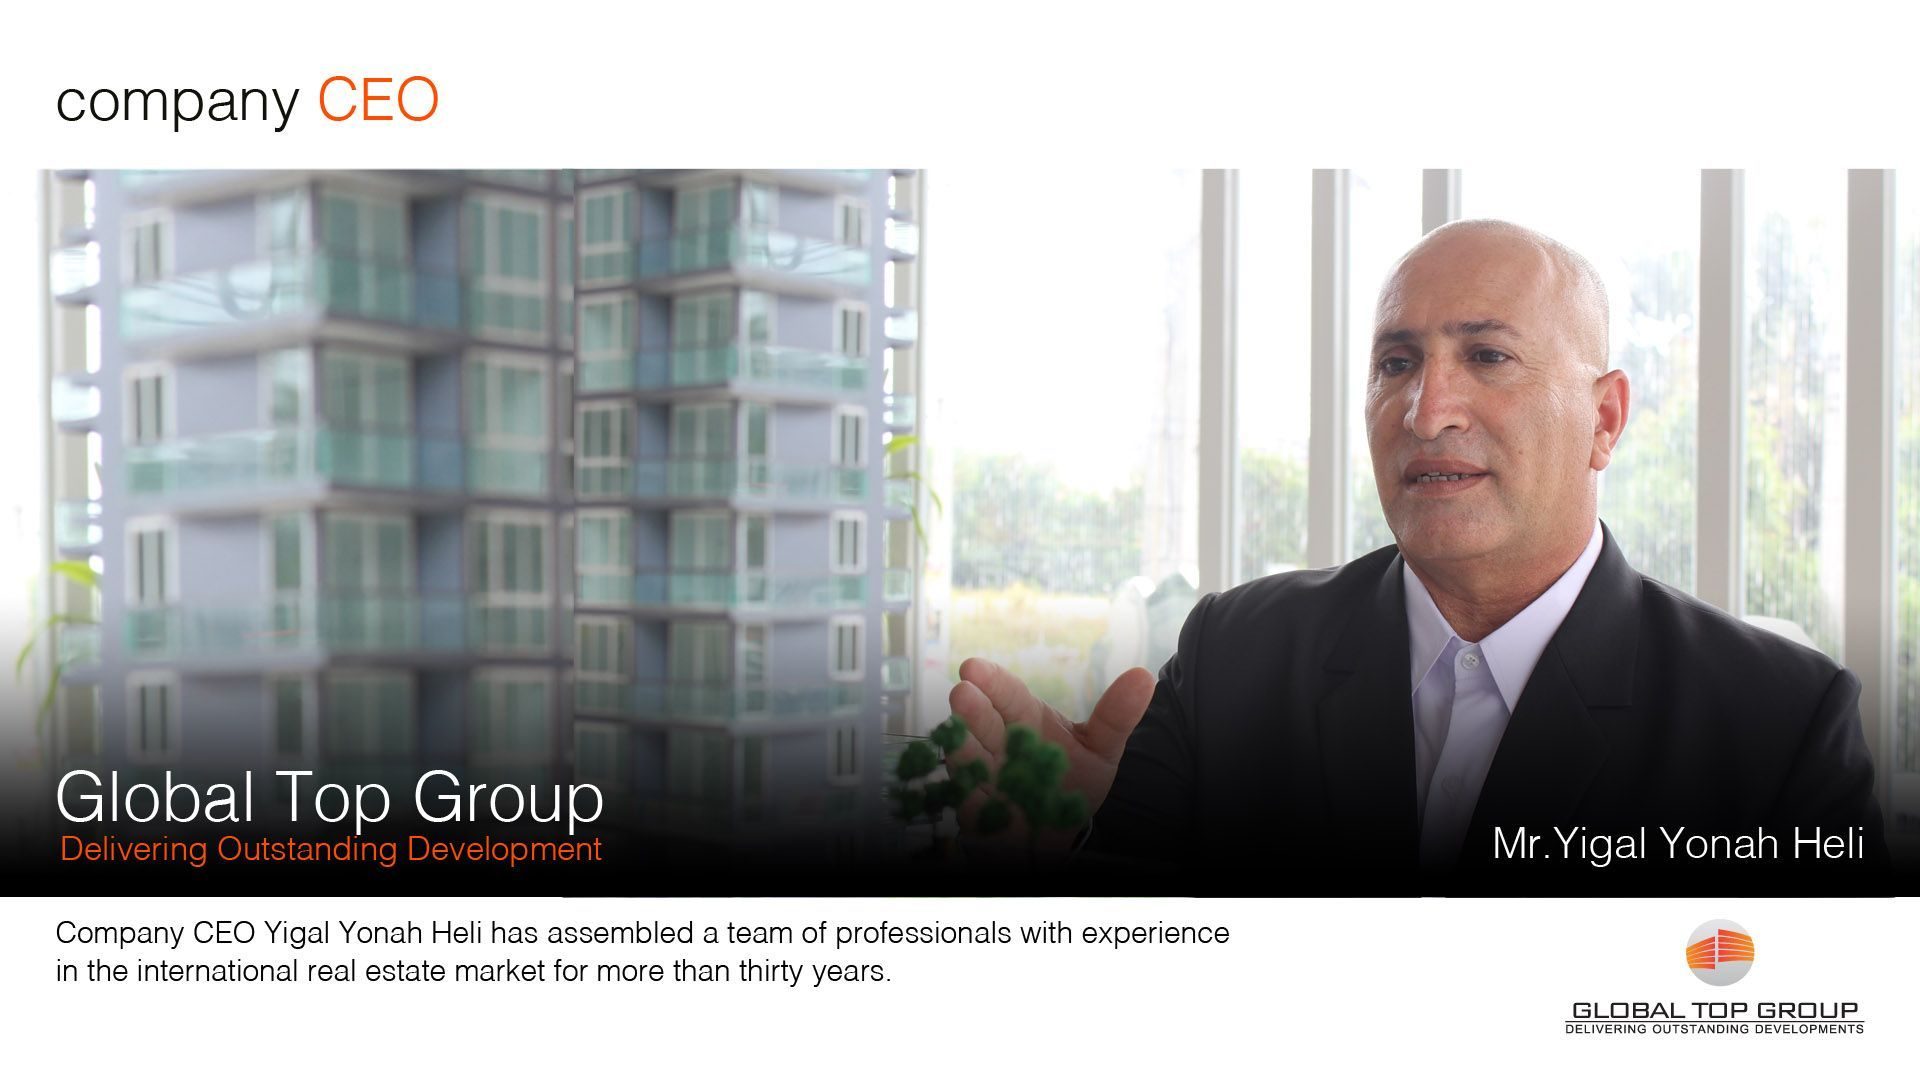 company CEO
Global Top Group
Delivering Outstanding Development
Mr.Yigal Yonah Heli
Company CEO Yigal Yonah Heli has assembled a team of professionals with experience
in the international real estate market for more than thirty years.
GLOBAL TOP GROUP
DELIVERING OUTSTANDING DEVELOPMENTS